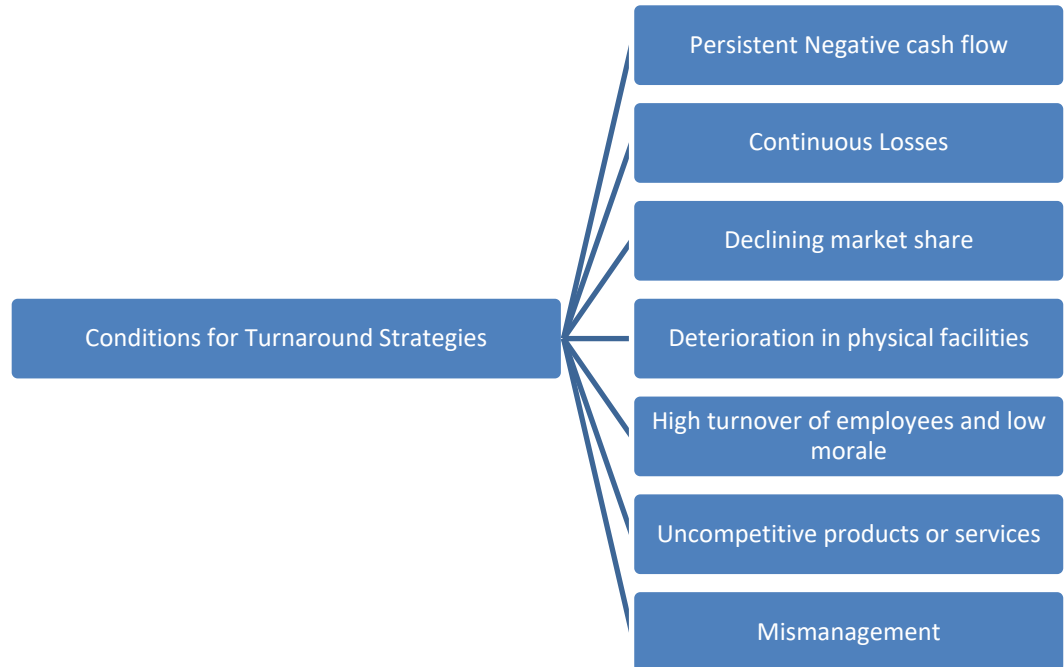 Persistent Negative cash flow
Continuous Losses
Declining market share
Conditions for Turnaround Strategies
Deterioration in physical facilities
High turnover of employees and low
morale
Uncompetitive products or services
Mismanagement